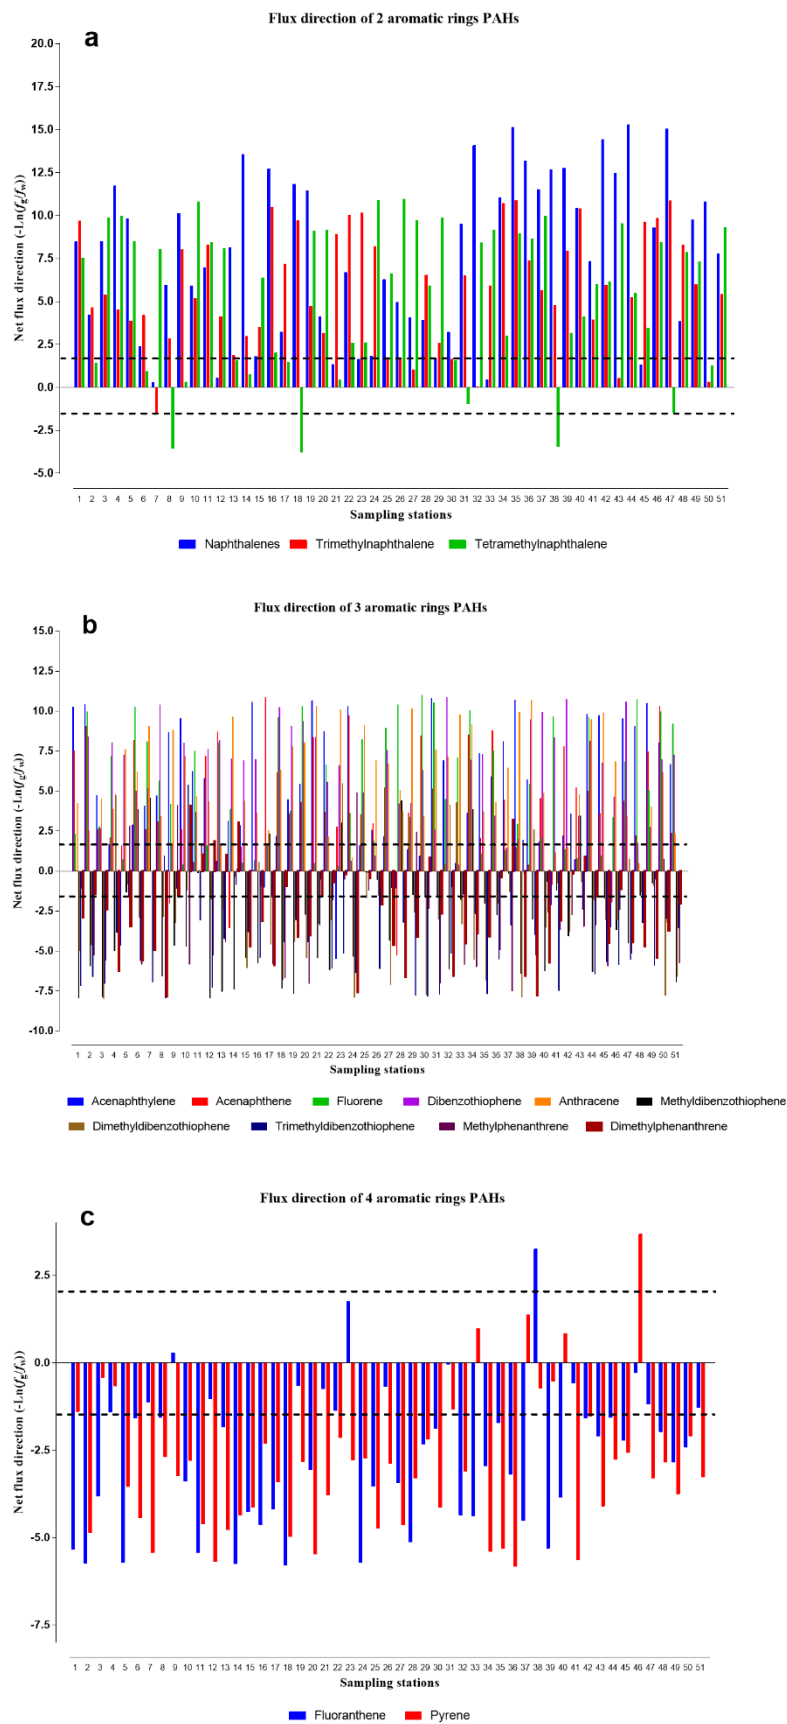 Flux direction of 2 aromatic rings PAHs
a
20.0
17.5
15.0
12.5
10.0
7.5
5.0
2.5
0.0
-2.5
-5.0
Net flux direction (-Ln(fg/fw))
1 2 3 4 5 6 7 8 9 10 11 12 13 14 15 16 17 18 19 20 21 22 23 24 25 26 27 28 29 30 31 32 33 34 35 36 37 38 39 40 41 42 43 44 45 46 47 48 49 50 51
Sampling stations
Naphthalenes Trimethylnaphthalene Tetramethylnaphthalene
Flux direction of 3 aromatic rings PAHs
b
15.0
12.5
10.0
7.5
5.0
2.5
0.0
-2.5
-5.0
-7.5
-10.0
Net flux direction (-Ln(fg/fw))
1 2 3 4 5 6 7 8 9 10 11 12 13 14 15 16 17 18 19 20 21 22 23 24 25 26 27 28 29 30 31 32 33 34 35 36 37 38 39 40 41 42 43 44 45 46 47 48 49 50 51
Sampling stations
Acenaphthylene Acenaphthene Fluorene Dibenzothiophene Anthracene Methyldibenzothiophene
Dimethyldibenzothiophene Trimethyldibenzothiophene Methylphenanthrene Dimethylphenanthrene
Flux direction of 4 aromatic rings PAHs
c
2.5
0.0
-2.5
-5.0
-7.5
Net flux direction (-Ln(fg/fw))
1 2 3 4 5 6 7 8 9 10 11 12 13 14 15 16 17 18 19 20 21 22 23 24 25 26 27 28 29 30 31 32 33 34 35 36 37 38 39 40 41 42 43 44 45 46 47 48 49 50 51
Sampling stations
Fluoranthene Pyrene